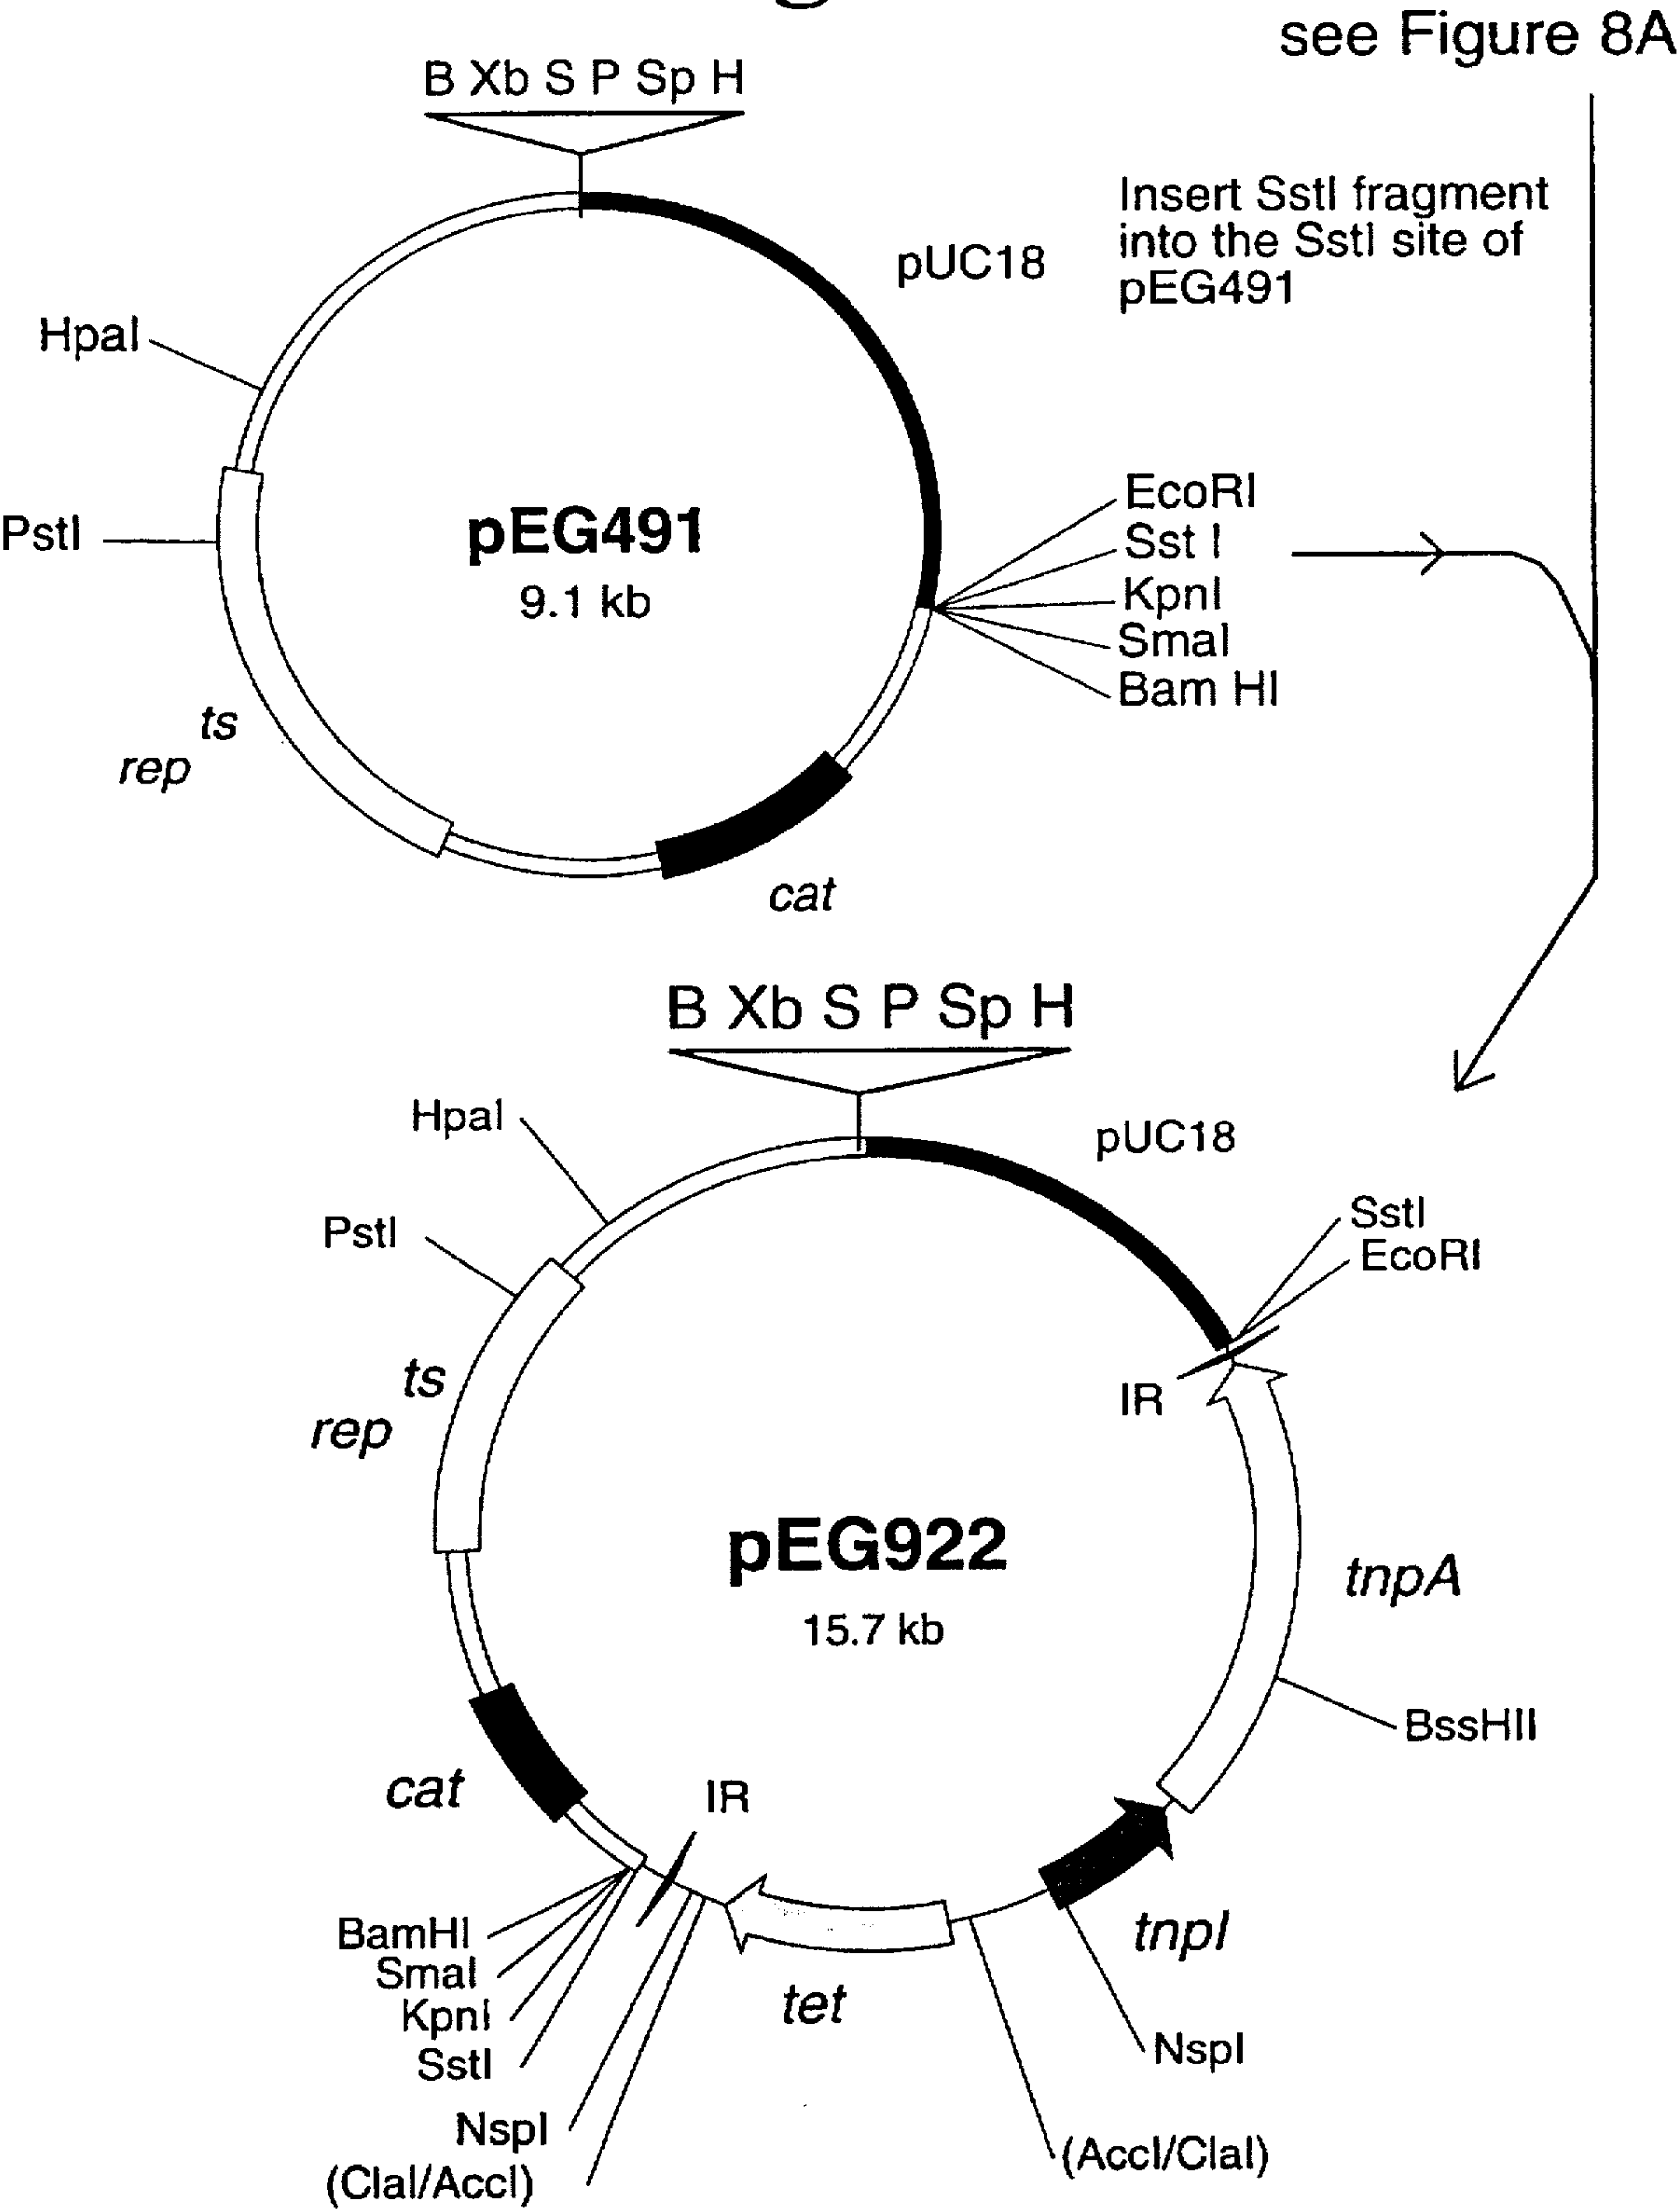 see Figure 8A
B Xb S P Sp H
Insert SstI fragment
into the SstI site of
pEG491
pUC18
HpaI
PstI
pEG491
9.1 kb
EcoRI
Sst I
KpnI
SmaI
Bam HI
ts
rep
cat
B Xb S P Sp H
pUC18
HpaI
PstI
SstI
EcoRI
IR
ts
rep
pEG922
15.7 kb
tnpA
BssHII
cat
IR
BamHI
SmaI
KpnI
SstI
NspI
(ClaI/AccI)
tet
tnpI
NspI
(AccI/ClaI)